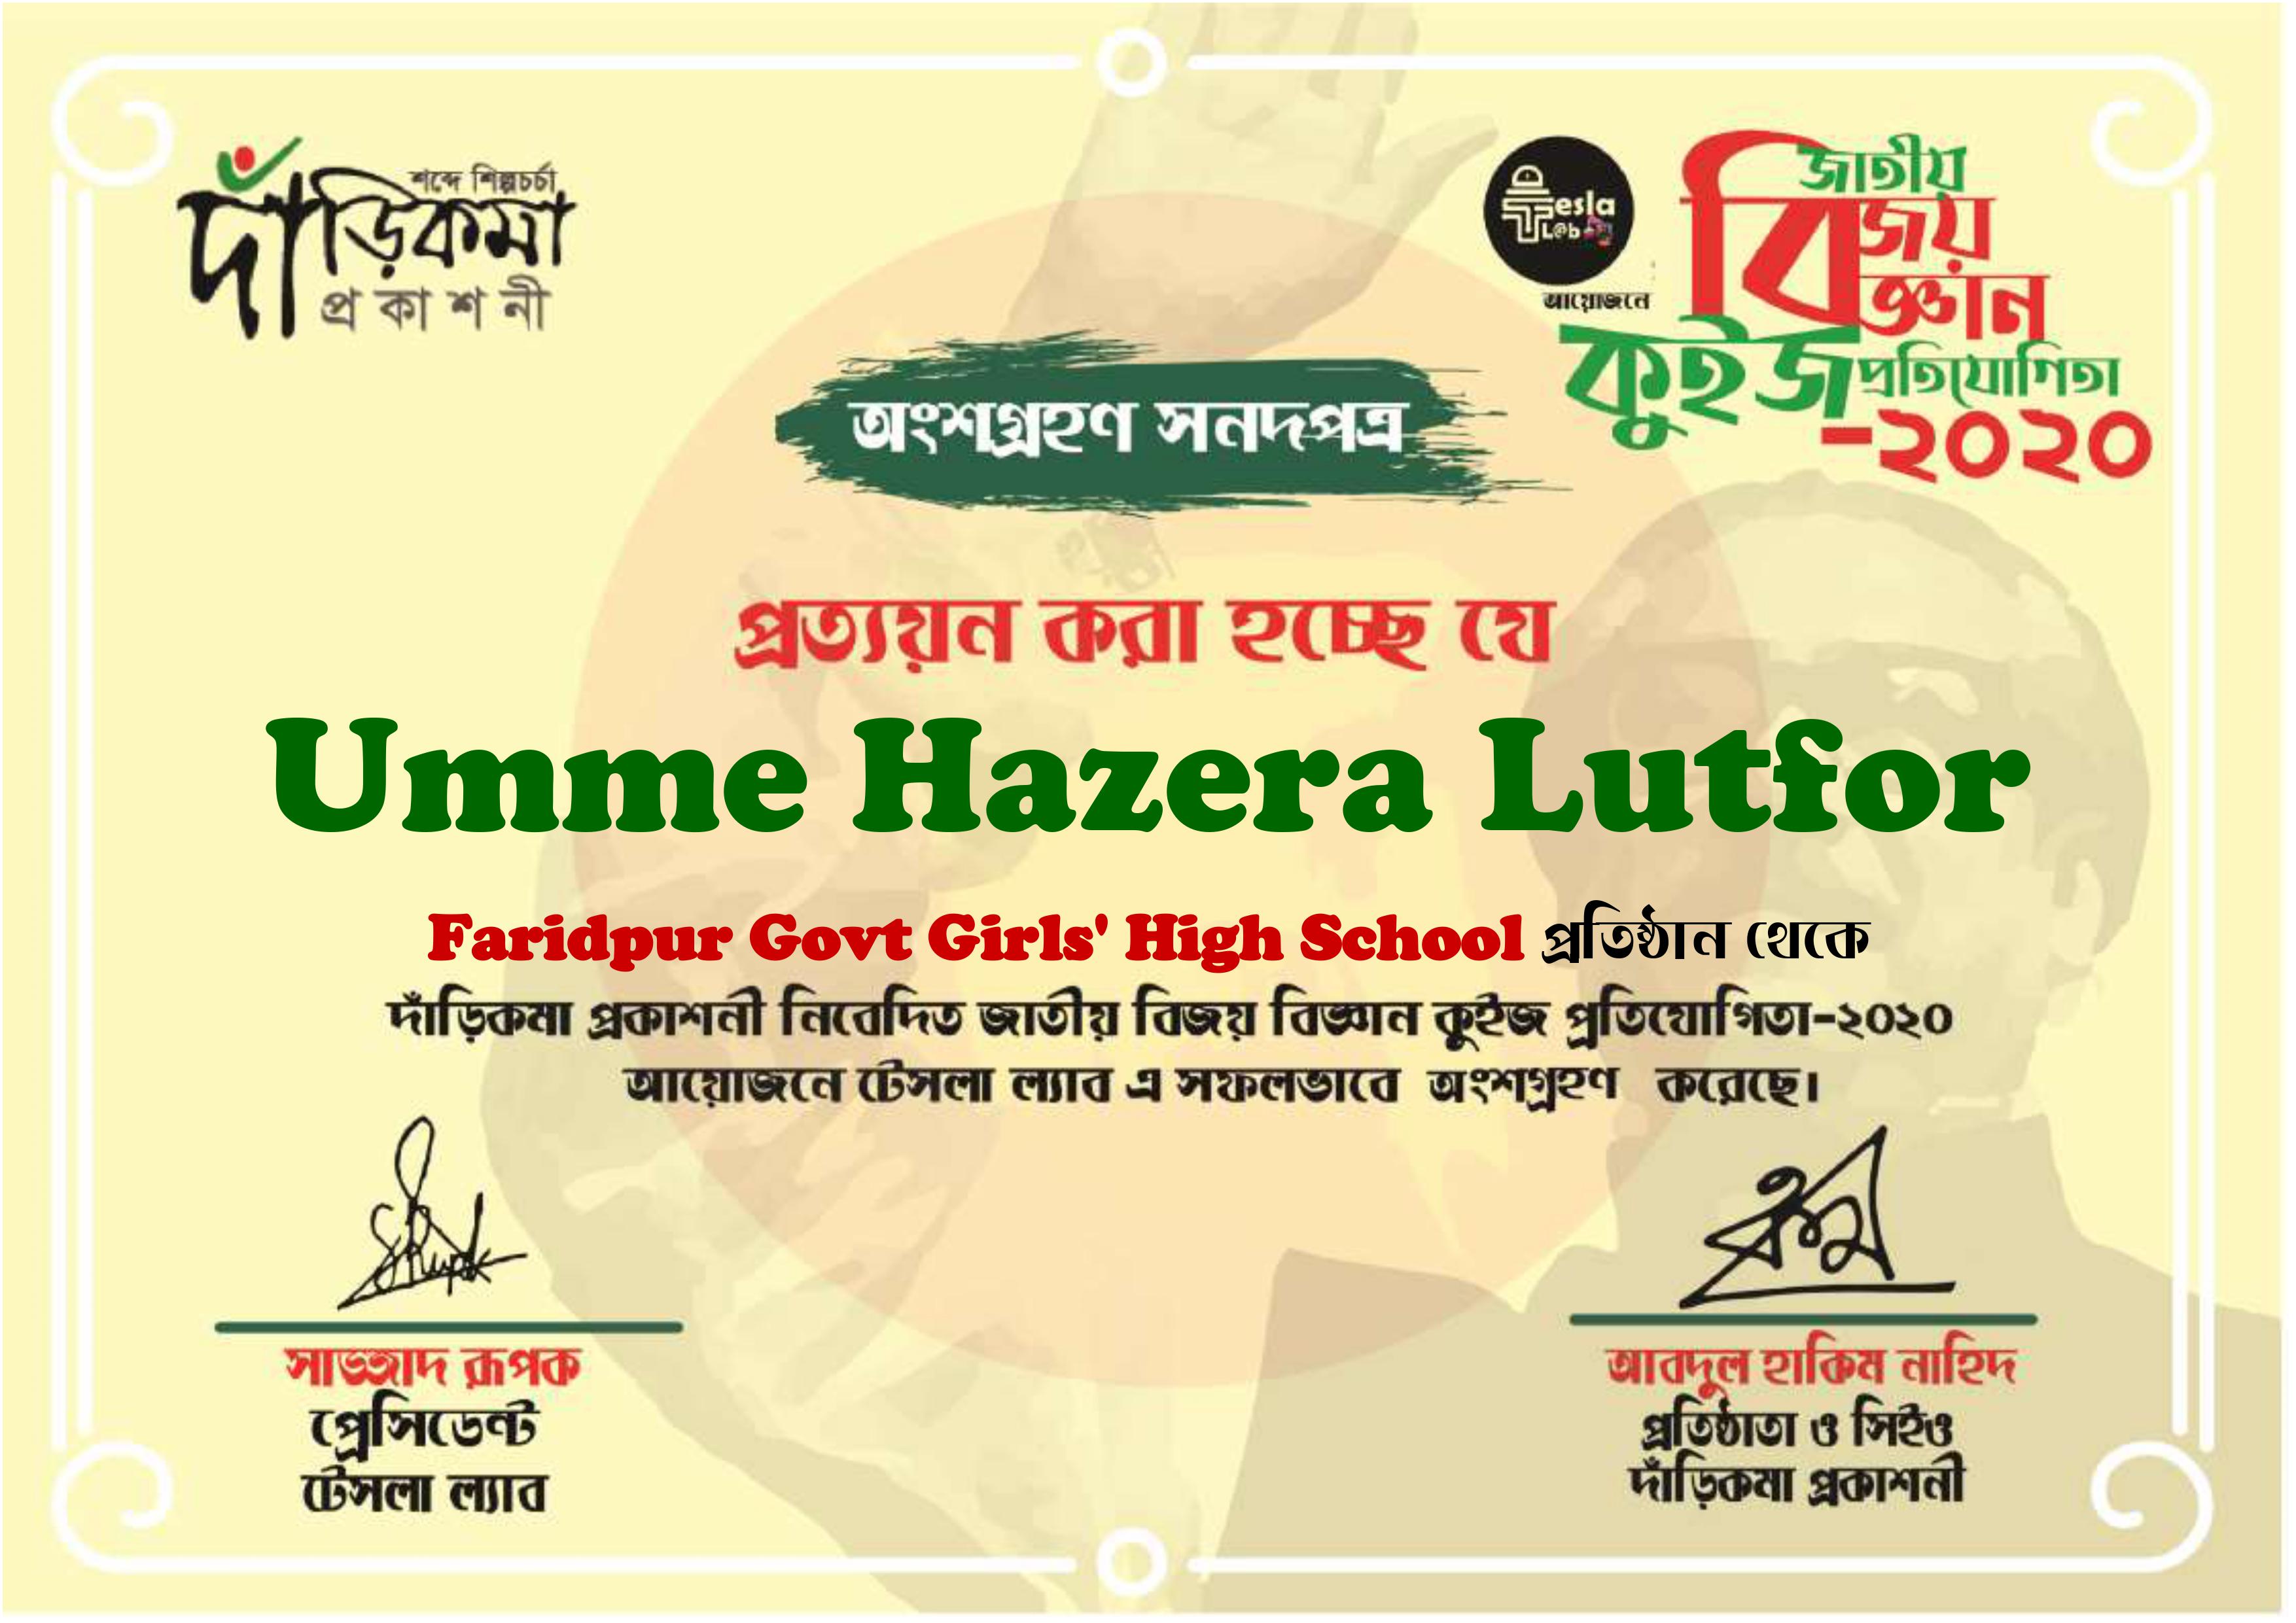 শব্দে শিল্পচর্চা
দাঁড়িকমা
প্রকাশনী
Tesla
L@b
আয়োজনে
জাতীয়
বিজয়
বিজ্ঞান
কুইজ প্রতিযোগিতা
-২০২০
অংশগ্রহণ সনদপত্র
প্রত্যয়ন করা হচ্ছে যে
Umme Hazera Lutfor
Faridpur Govt Girls' High School প্রতিষ্ঠান থেকে
দাঁড়িকমা প্রকাশনী নিবেদিত জাতীয় বিজয় বিজ্ঞান কুইজ প্রতিযোগিতা-২০২০
আয়োজনে টেসলা ল্যাব এ সফলভাবে অংশগ্রহণ করেছে।
সাজ্জাদ রূপক
প্রেসিডেন্ট
টেসলা ল্যাব
আবদুল হাকিম নাহিদ
প্রতিষ্ঠাতা ও সিইও
দাঁড়িকমা প্রকাশনী